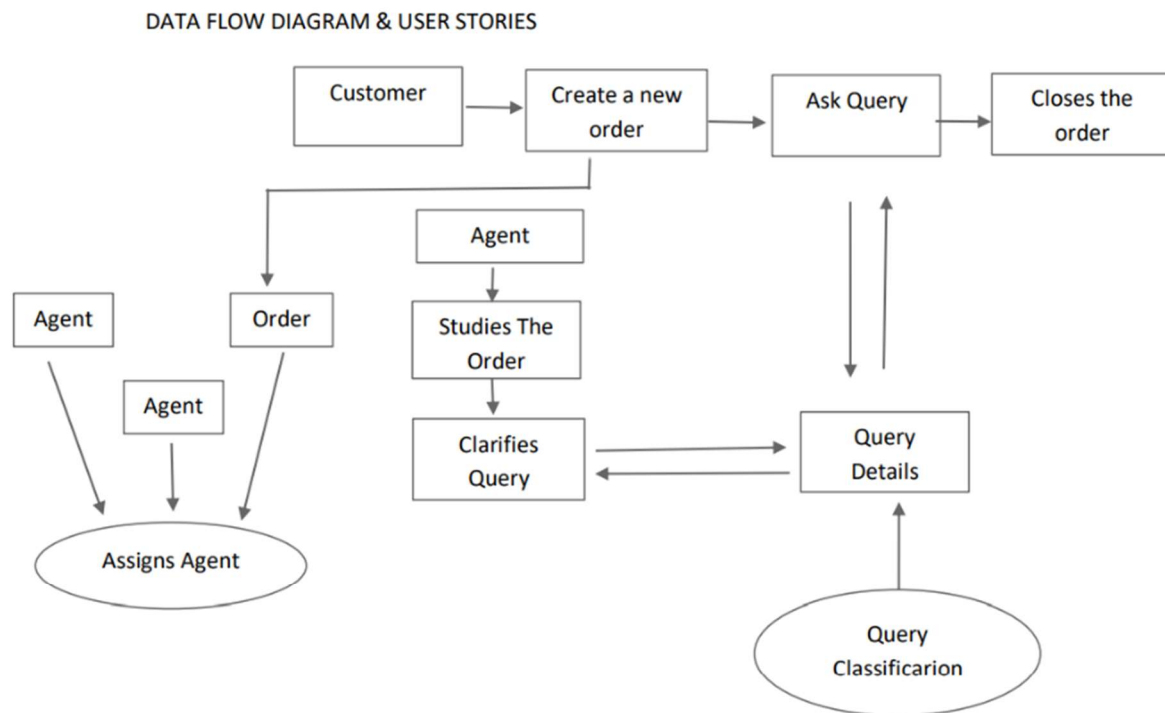 DATA FLOW DIAGRAM & USER STORIES
Customer
Create a new
order
Ask Query
Closes the
order
Agent
Studies The
Order
Clarifies
Query
Agent
Order
Agent
Assigns Agent
Query
Details
Query
Classificarion